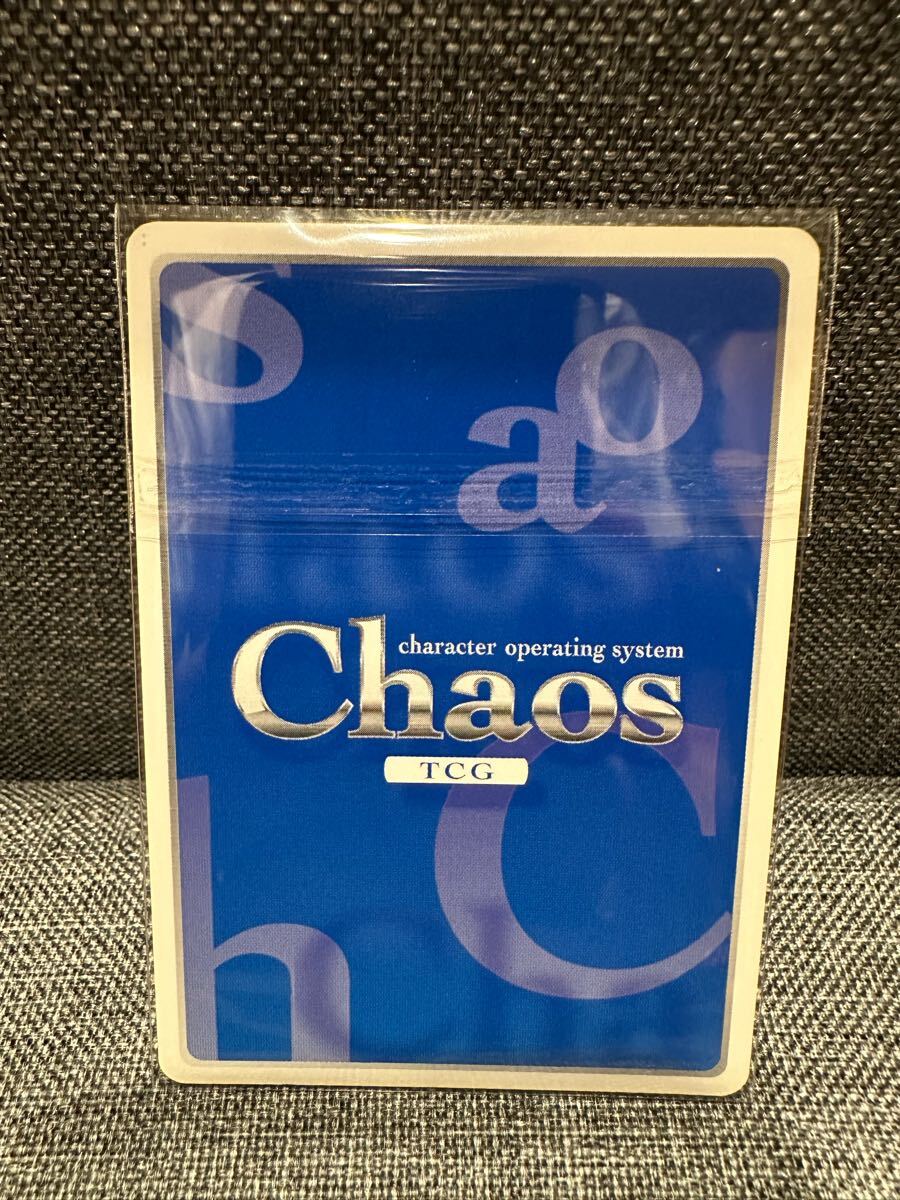 s
a o
character operating system
Chaos
TCG
h
C